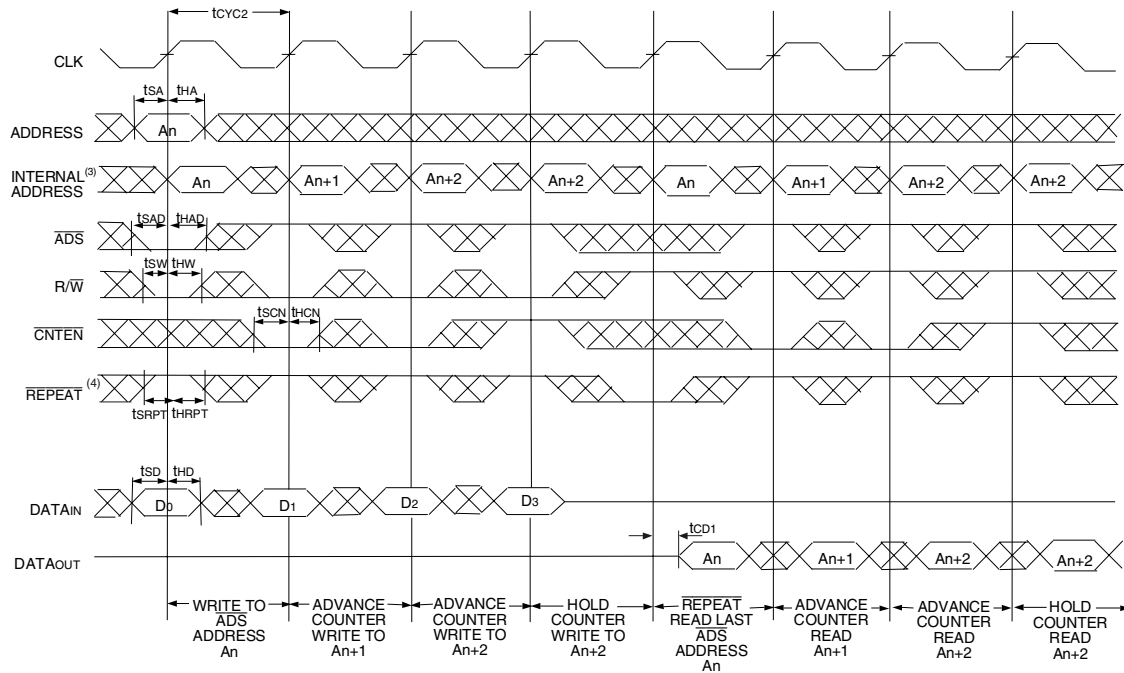 tCYC2
CLK
tSA tHA
ADDRESS An
INTERNAL(3)
ADDRESS
An An+1 An+2 An+2 An An+1 An+2 An+2
tSAD tHAD
ADS
tSW tHW
R/W
tSCN tHCN
CNTEN
REPEAT (4)
tSRPT tHRPT
tSD tHD
DATAIN D0 D1 D2 D3
tCD1
DATAOUT An An+1 An+2 An+2
WRITE TO
ADS
ADDRESS
An
ADVANCE
COUNTER
WRITE TO
An+1
ADVANCE
COUNTER
WRITE TO
An+2
HOLD
COUNTER
WRITE TO
An+2
REPEAT
READ LAST
ADS
ADDRESS
An
ADVANCE
COUNTER
READ
An+1
ADVANCE
COUNTER
READ
An+2
HOLD
COUNTER
READ
An+2